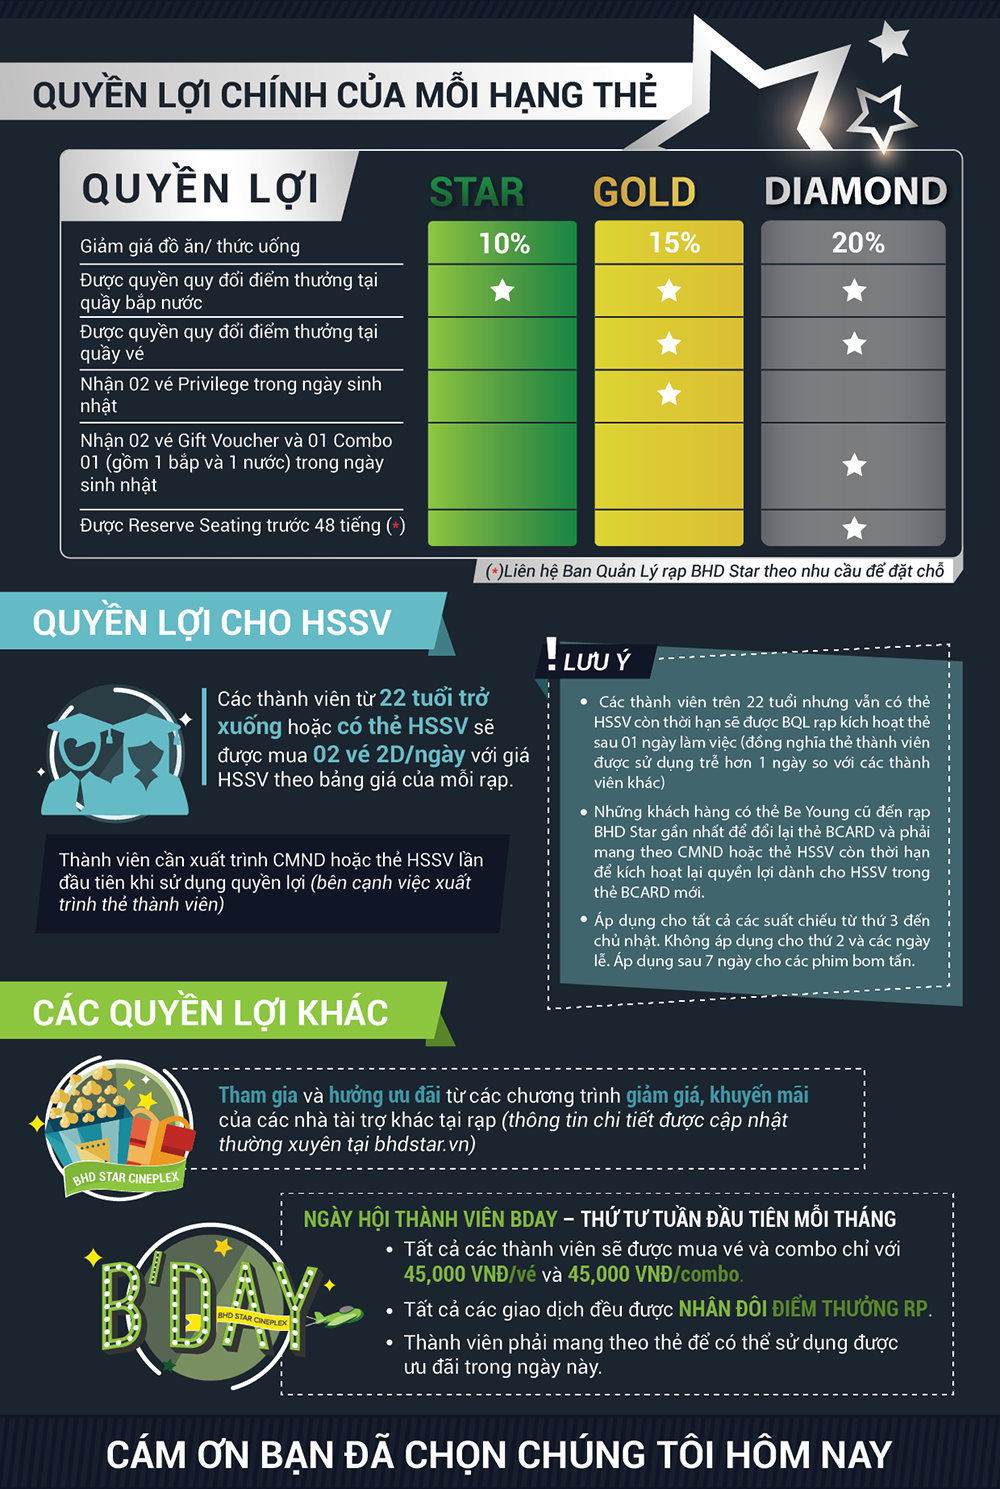 QUYỀN LỢI CHÍNH CỦA MỖI HẠNG THẺ
QUYỀN LỢI STAR GOLD DIAMOND
Giảm giá đồ ăn/ thức uống 10% 15% 20%
Được quyền quy đổi điểm thưởng tại
quầy bắp nước
Được quyền quy đổi điểm thưởng tại
quầy vé
Nhận 02 vé Privilege trong ngày sinh
nhật
Nhận 02 vé Gift Voucher và 01 Combo
01 (gồm 1 bắp và 1 nước) trong ngày
sinh nhật
Được Reserve Seating trước 48 tiếng (*)
(*)Liên hệ Ban Quản Lý rạp BHD Star theo nhu cầu để đặt chỗ
QUYỀN LỢI CHO HSSV
Các thành viên từ 22 tuổi trở
xuống hoặc có thẻ HSSV sẽ
được mua 02 vé 2D/ngày với giá
HSSV theo bảng giá của mỗi rạp.
Thành viên cần xuất trình CMND hoặc thẻ HSSV lần
đầu tiên khi sử dụng quyền lợi (bên cạnh việc xuất
trình thẻ thành viên)
! LƯU Ý
• Các thành viên trên 22 tuổi nhưng vẫn có thẻ
HSSV còn thời hạn sẽ được BQL rạp kích hoạt thẻ
sau 01 ngày làm việc (đồng nghĩa thẻ thành viên
được sử dụng trễ hơn 1 ngày so với các thành
viên khác)
• Những khách hàng có thẻ Be Young cũ đến rạp
BHD Star gần nhất để đổi lại thẻ BCARD và phải
mang theo CMND hoặc thẻ HSSV còn thời hạn
để kích hoạt lại quyền lợi dành cho HSSV trong
thẻ BCARD mới.
• Áp dụng cho tất cả các suất chiếu từ thứ 3 đến
chủ nhật. Không áp dụng cho thứ 2 và các ngày
lễ. Áp dụng sau 7 ngày cho các phim bom tấn.
CÁC QUYỀN LỢI KHÁC
BHD STAR CINEPLEX
Tham gia và hưởng ưu đãi từ các chương trình giảm giá, khuyến mãi
của các nhà tài trợ khác tại rạp (thông tin chi tiết được cập nhật
thường xuyên tại bhdstar.vn)
B'DAY
BHD STAR CINEPLEX
NGÀY HỘI THÀNH VIÊN BDAY – THỨ TƯ TUẦN ĐẦU TIÊN MỖI THÁNG
• Tất cả các thành viên sẽ được mua vé và combo chỉ với
45,000 VNĐ/vé và 45,000 VNĐ/combo.
• Tất cả các giao dịch đều được NHÂN ĐÔI ĐIỂM THƯỞNG RP.
• Thành viên phải mang theo thẻ để có thể sử dụng được
ưu đãi trong ngày này.
CÁM ƠN BẠN ĐÃ CHỌN CHÚNG TÔI HÔM NAY